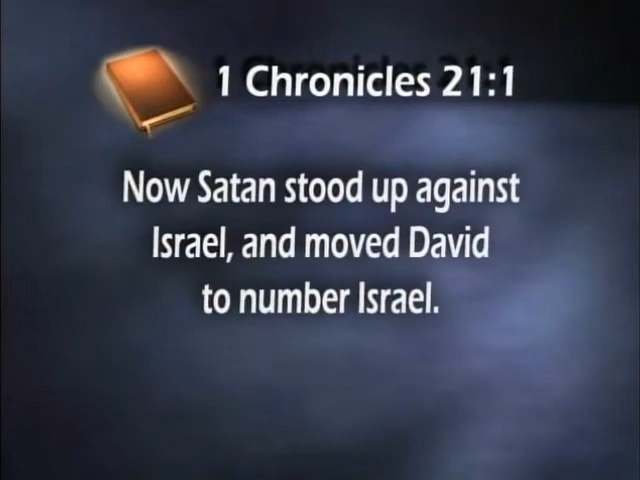 1 Chronicles 21:1
Now Satan stood up against
Israel, and moved David
to number Israel.